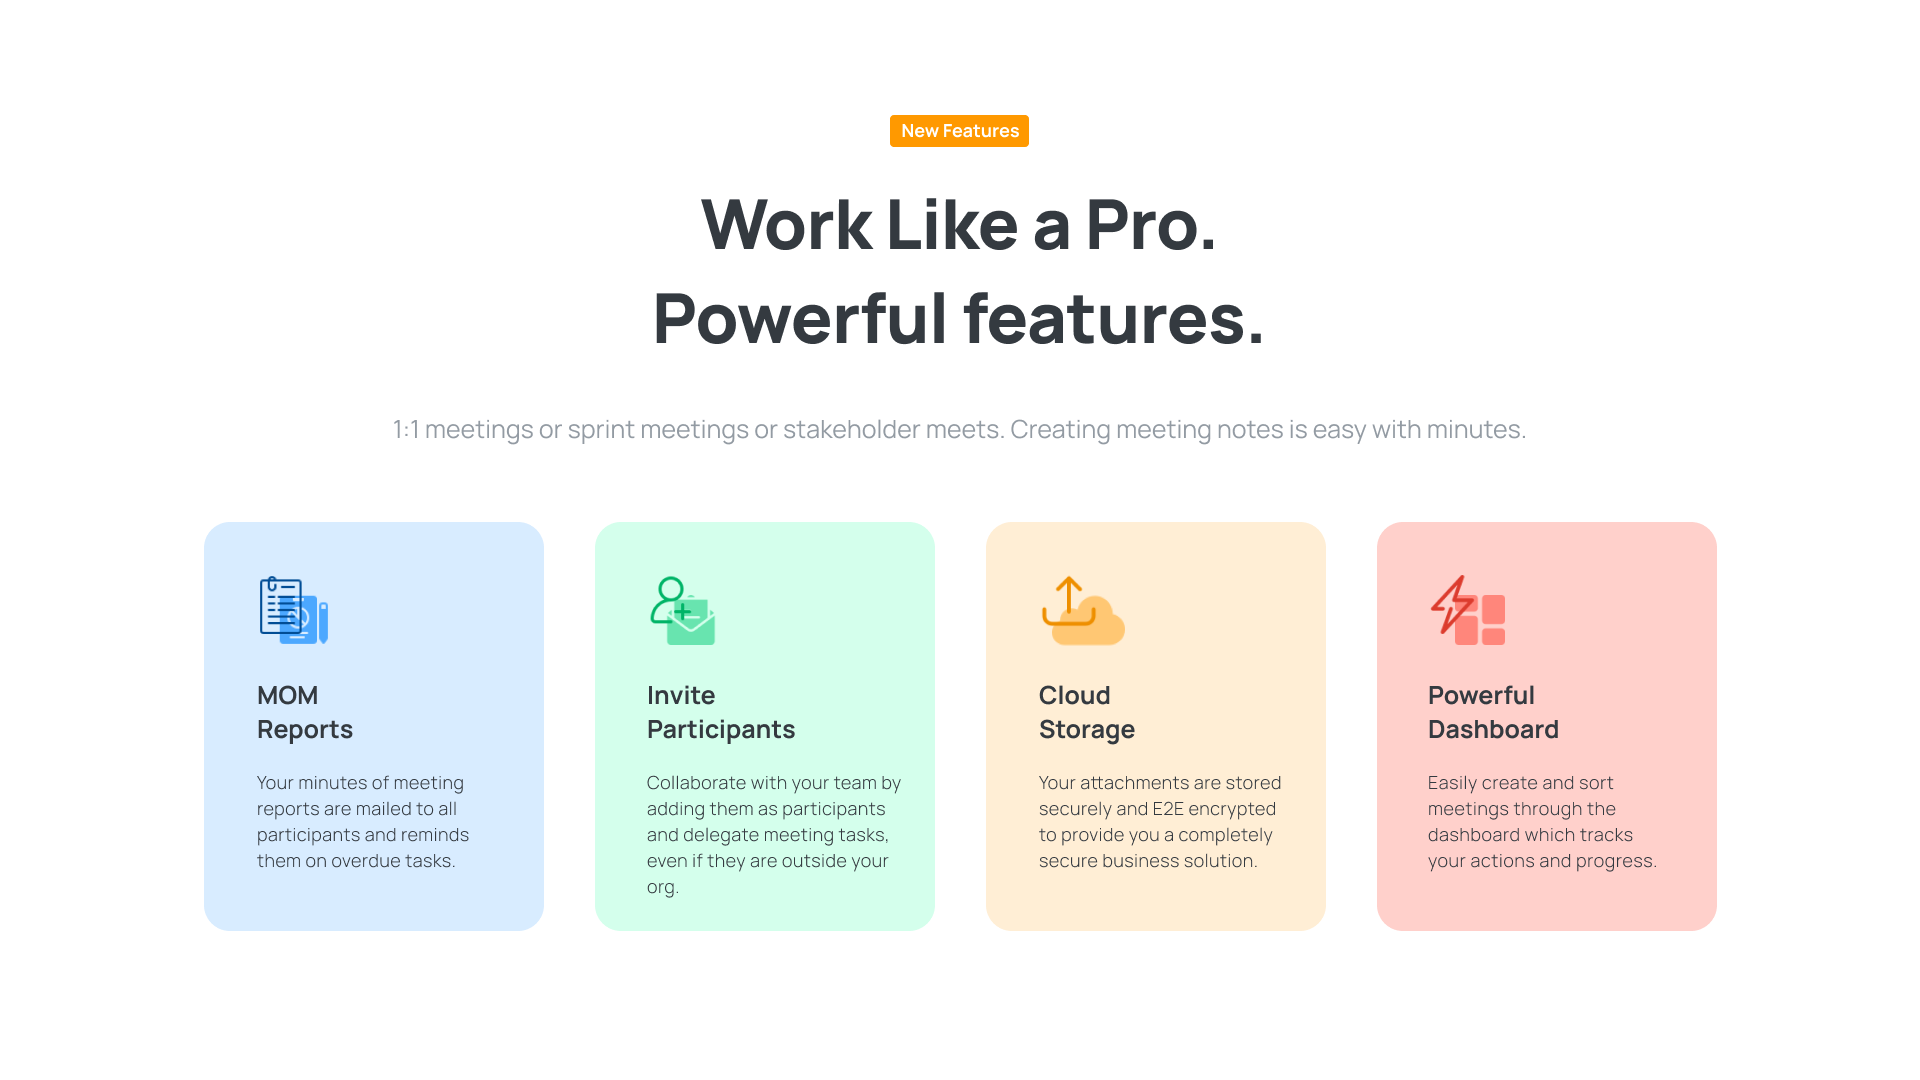 New Features
Work Like a Pro.
Powerful features.
1:1 meetings or sprint meetings or stakeholder meets. Creating meeting notes is easy with minutes.
MOM
Reports
Your minutes of meeting
reports are mailed to all
participants and reminds
them on overdue tasks.
Invite
Participants
Collaborate with your team by
adding them as participants
and delegate meeting tasks,
even if they are outside your
org.
Cloud
Storage
Your attachments are stored
securely and E2E encrypted
to provide you a completely
secure business solution.
Powerful
Dashboard
Easily create and sort
meetings through the
dashboard which tracks
your actions and progress.